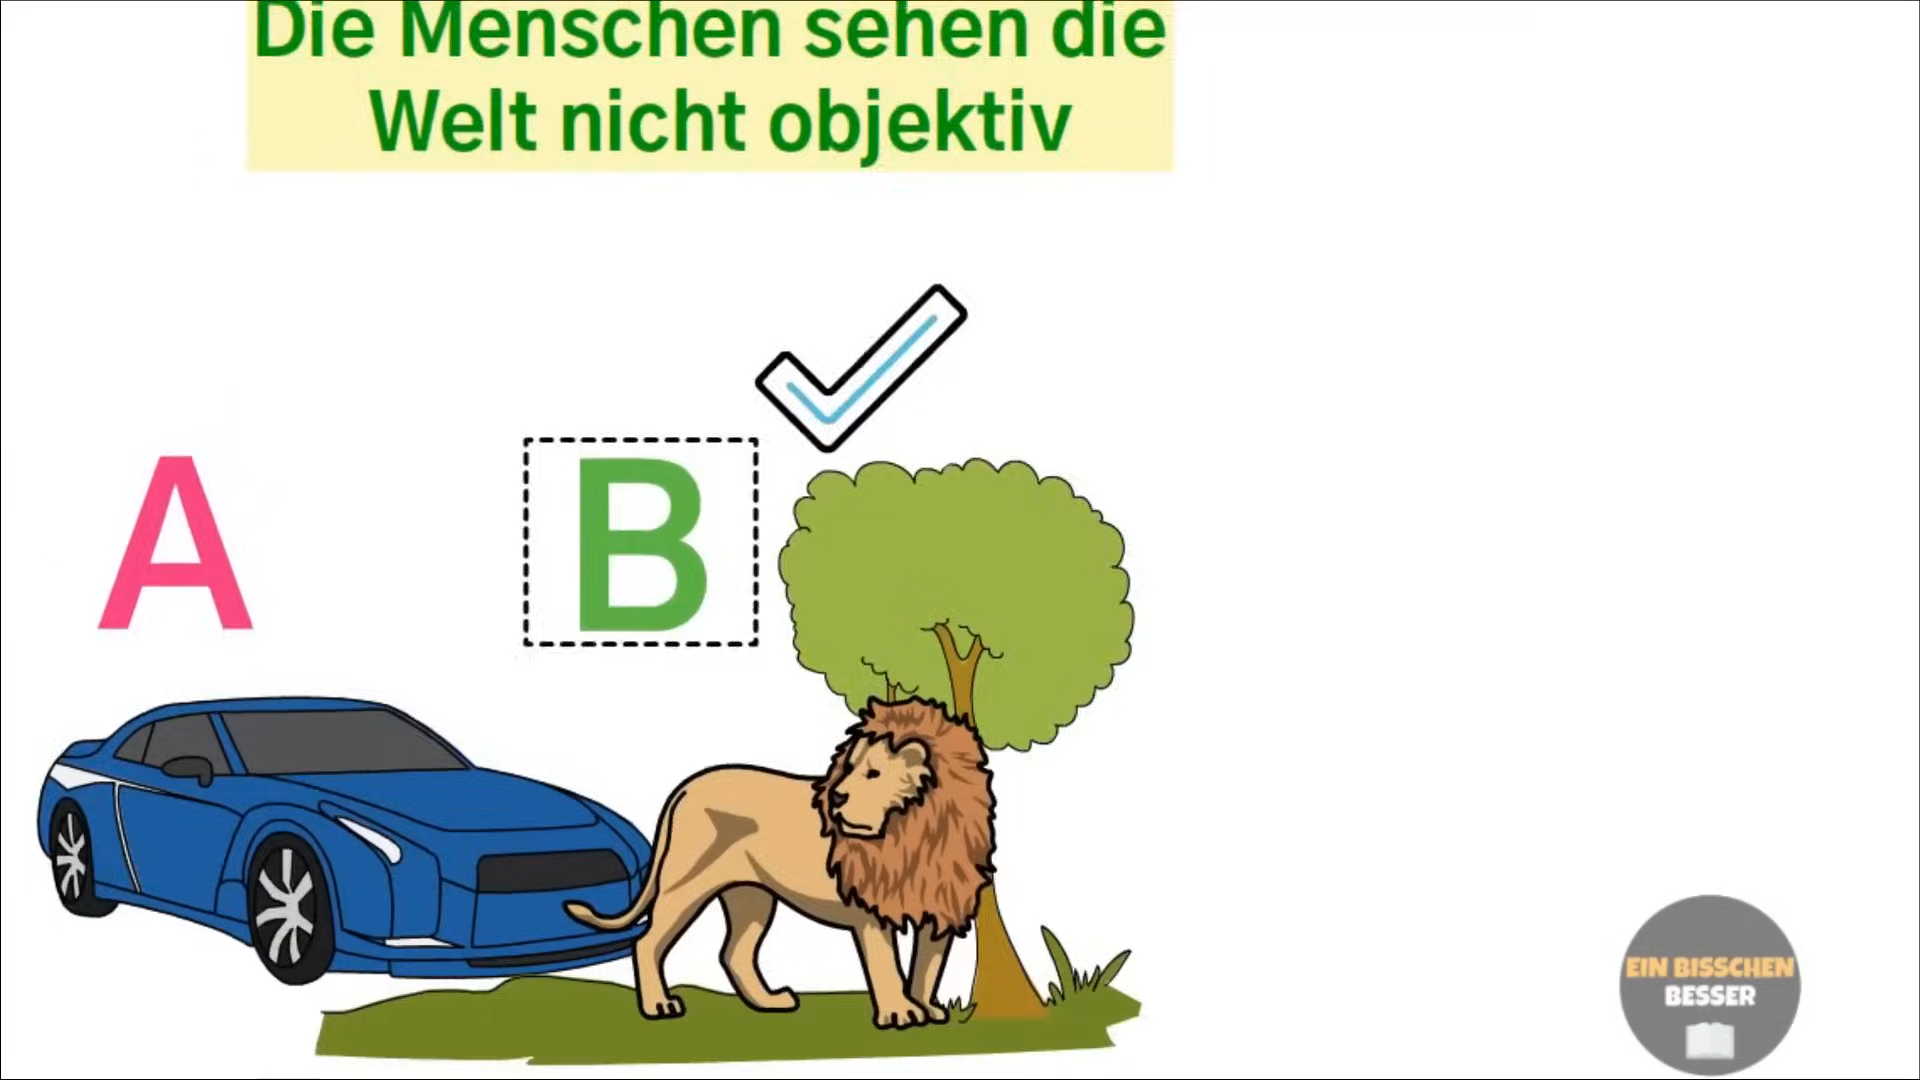 Die Menschen sehen die
Welt nicht objektiv
A
B
EIN BISSCHEN
BESSER